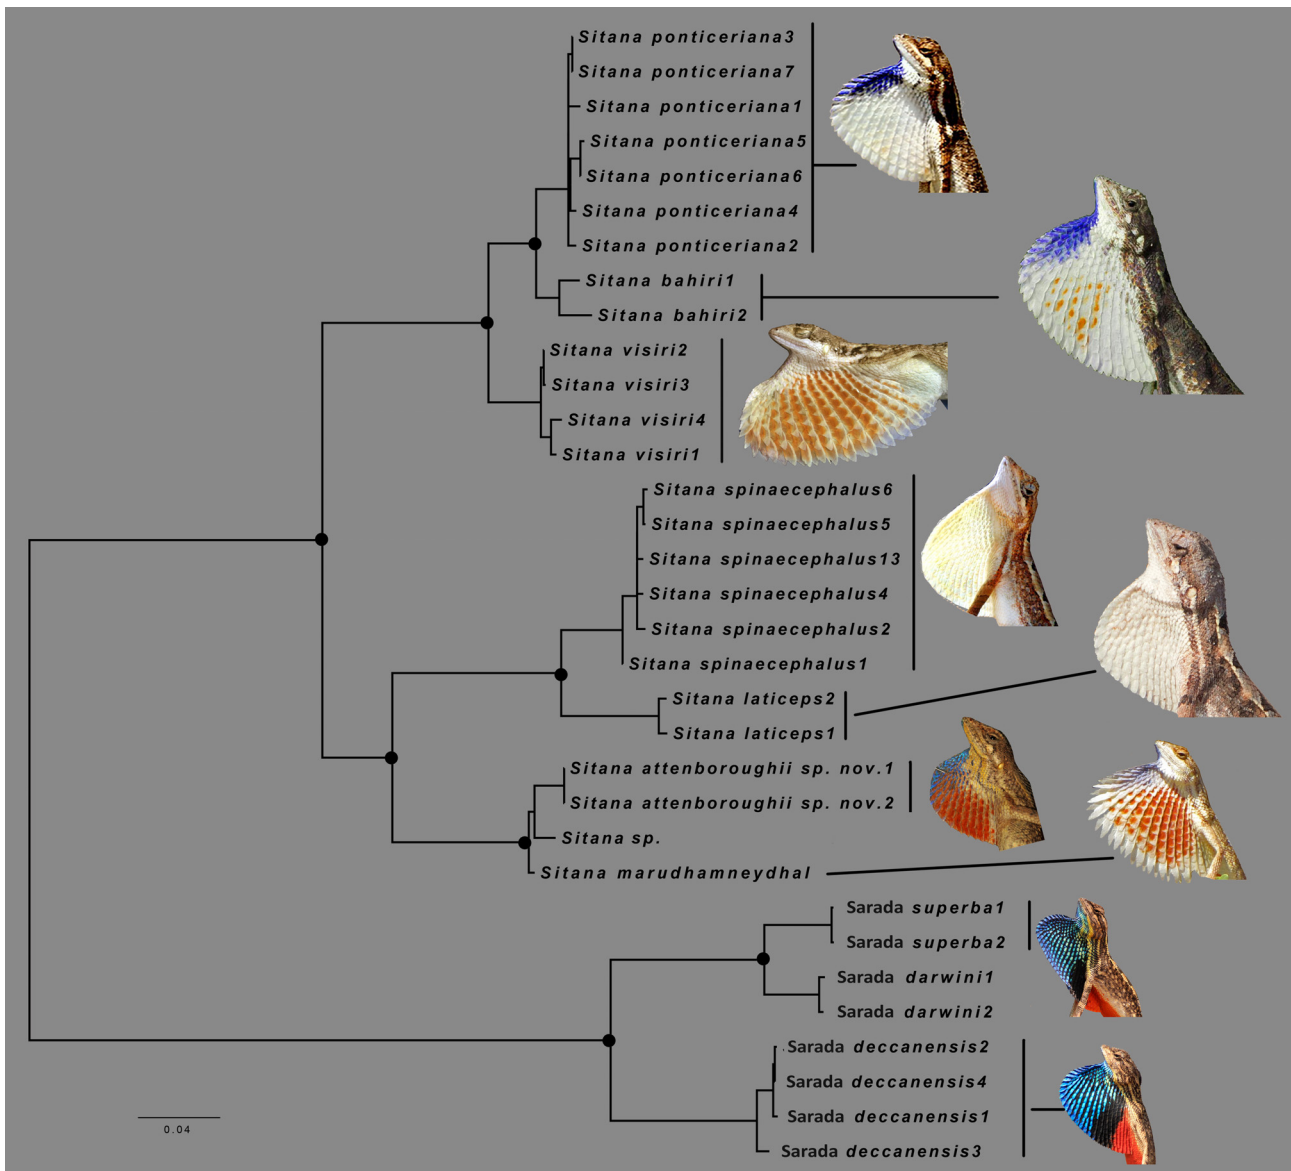 Sitana ponticeriana3
Sitana ponticeriana7
Sitana ponticeriana1
Sitana ponticeriana5
Sitana ponticeriana6
Sitana ponticeriana4
Sitana ponticeriana2
Sitana bahiri1
Sitana bahiri2
Sitana visiri2
Sitana visiri3
Sitana visiri4
Sitana visiri1
Sitana spinaecephalus6
Sitana spinaecephalus5
Sitana spinaecephalus13
Sitana spinaecephalus4
Sitana spinaecephalus2
Sitana spinaecephalus1
Sitana laticeps2
Sitana laticeps1
Sitana attenboroughii sp. nov.1
Sitana attenboroughii sp. nov.2
Sitana sp.
Sitana marudhamneydhal
Sarada superba1
Sarada superba2
Sarada darwini1
Sarada darwini2
Sarada deccanensis2
Sarada deccanensis4
Sarada deccanensis1
Sarada deccanensis3
0.04